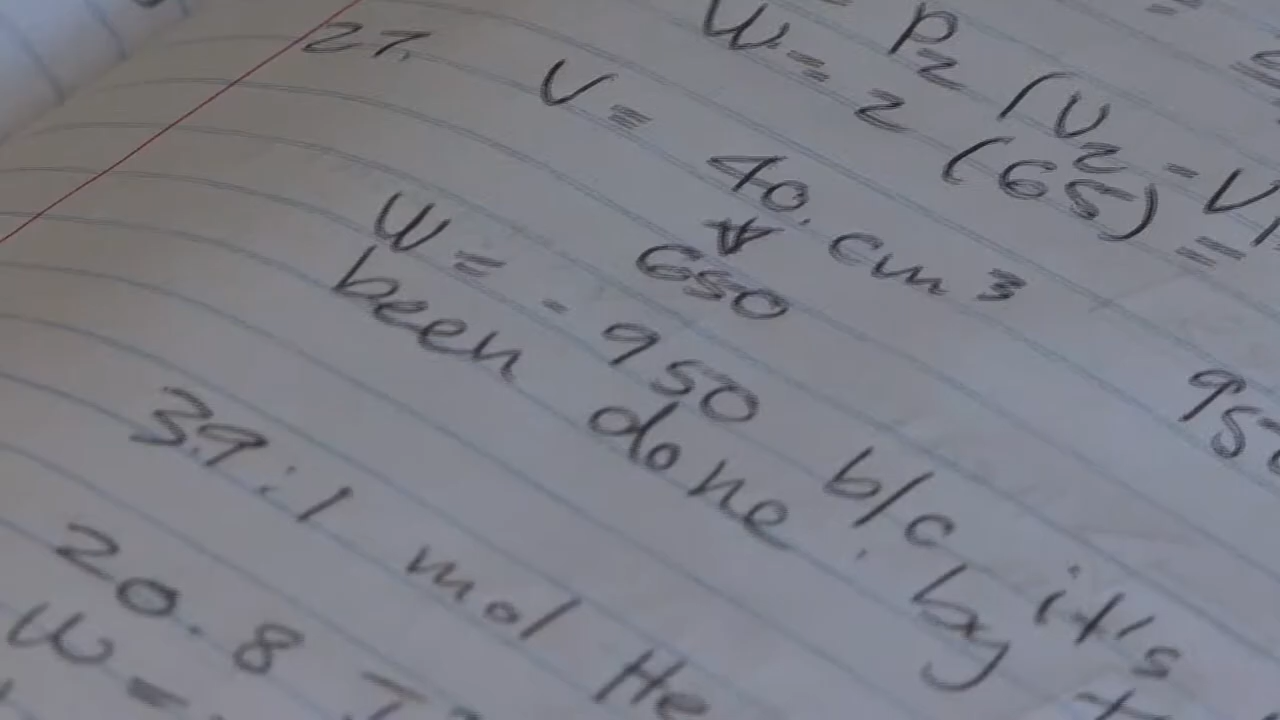 W = P2 (V2 - V1
2 (65) =
27. V = 40. cm3
650
W = - 950 b/c it's
been done by
39. 1 mol He
20.8 J
W =